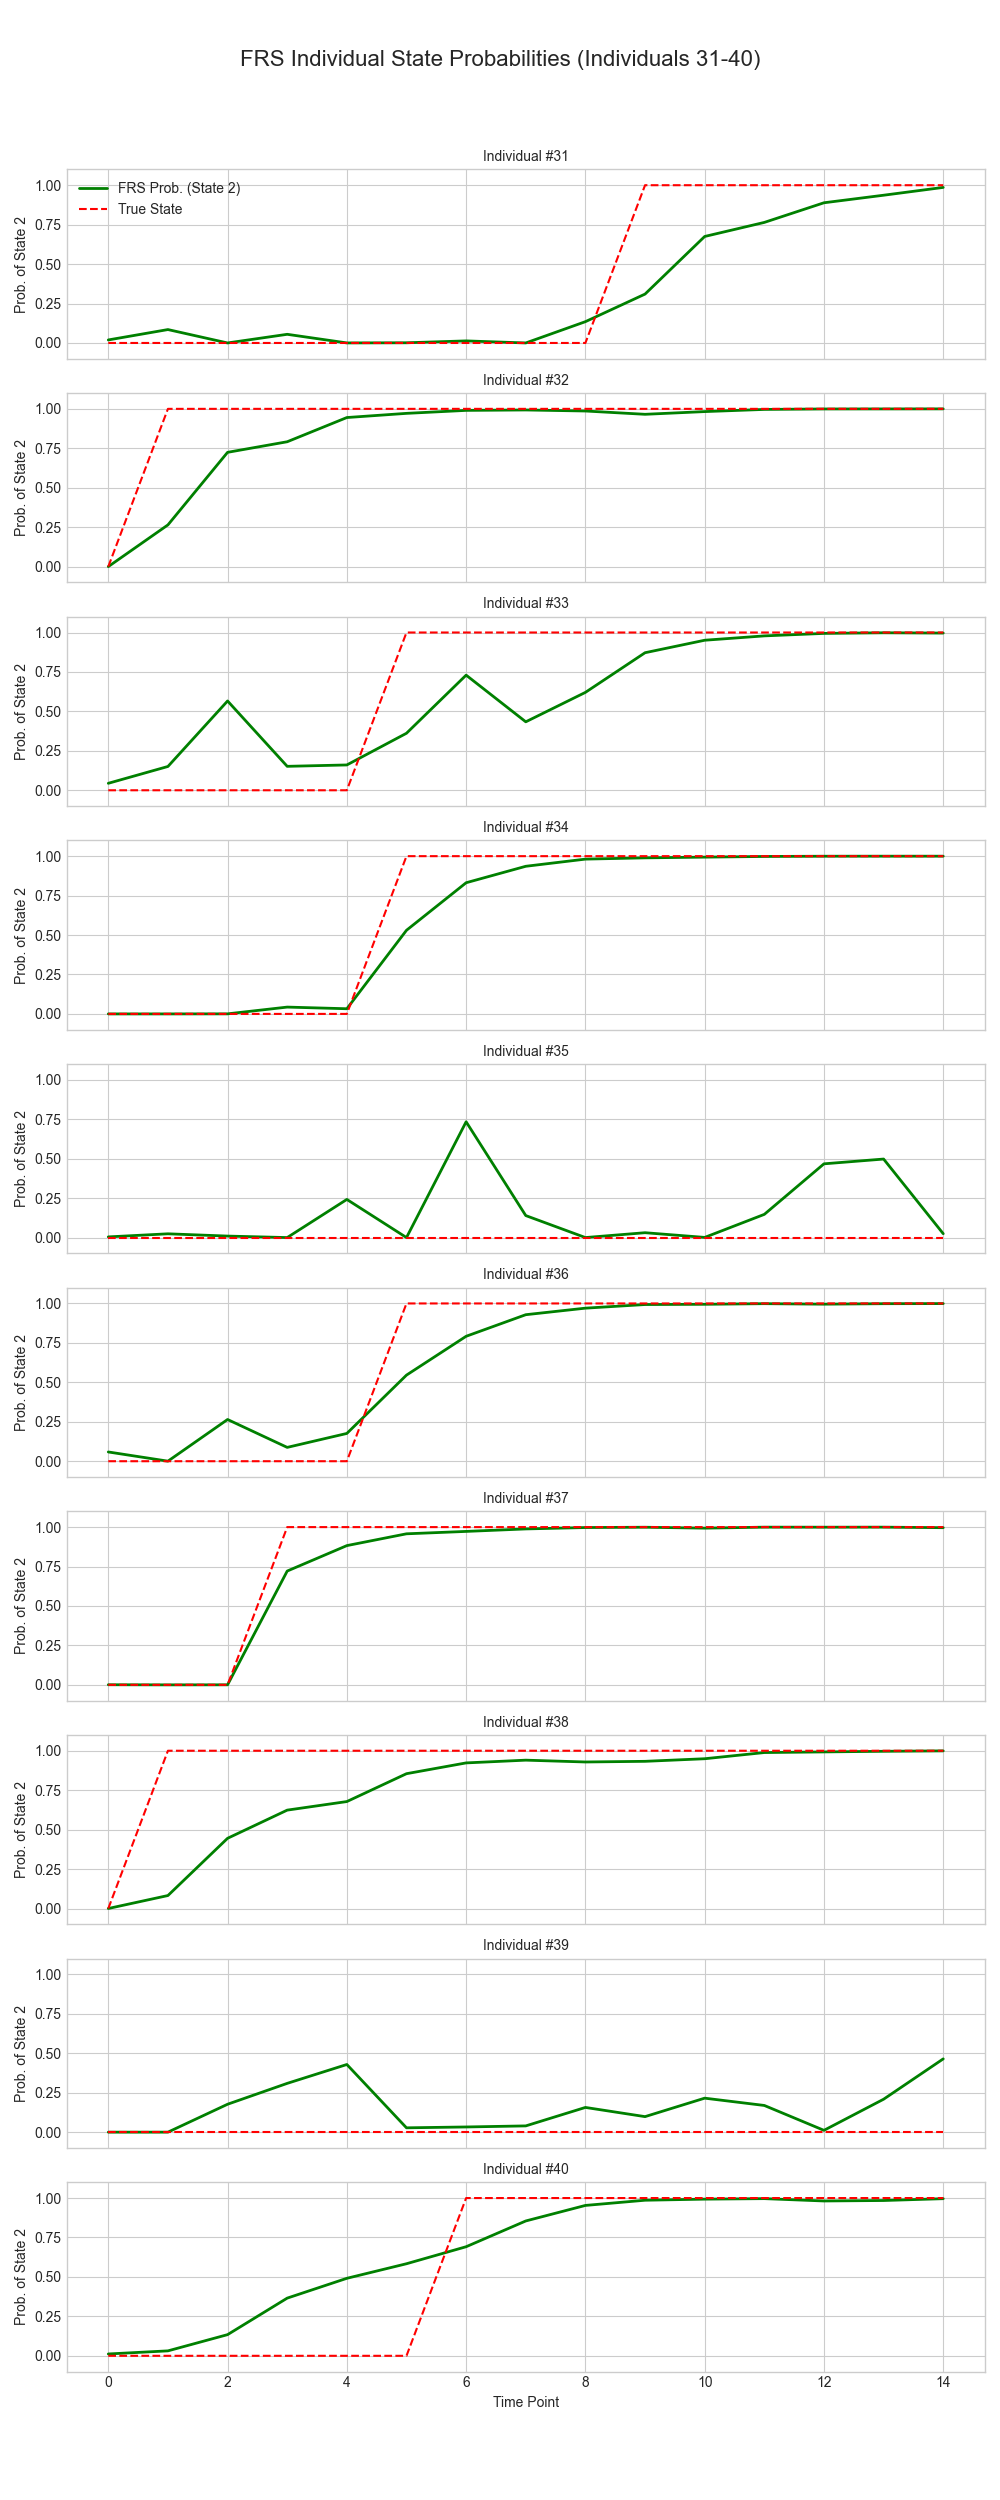 FRS Individual State Probabilities (Individuals 31-40)
Individual #31
1.00
0.75
0.50
0.25
0.00
Prob. of State 2
FRS Prob. (State 2)
True State
Individual #32
1.00
0.75
0.50
0.25
0.00
Prob. of State 2
Individual #33
1.00
0.75
0.50
0.25
0.00
Prob. of State 2
Individual #34
1.00
0.75
0.50
0.25
0.00
Prob. of State 2
Individual #35
1.00
0.75
0.50
0.25
0.00
Prob. of State 2
Individual #36
1.00
0.75
0.50
0.25
0.00
Prob. of State 2
Individual #37
1.00
0.75
0.50
0.25
0.00
Prob. of State 2
Individual #38
1.00
0.75
0.50
0.25
0.00
Prob. of State 2
Individual #39
1.00
0.75
0.50
0.25
0.00
Prob. of State 2
Individual #40
1.00
0.75
0.50
0.25
0.00
Prob. of State 2
0 2 4 6 8 10 12 14
Time Point